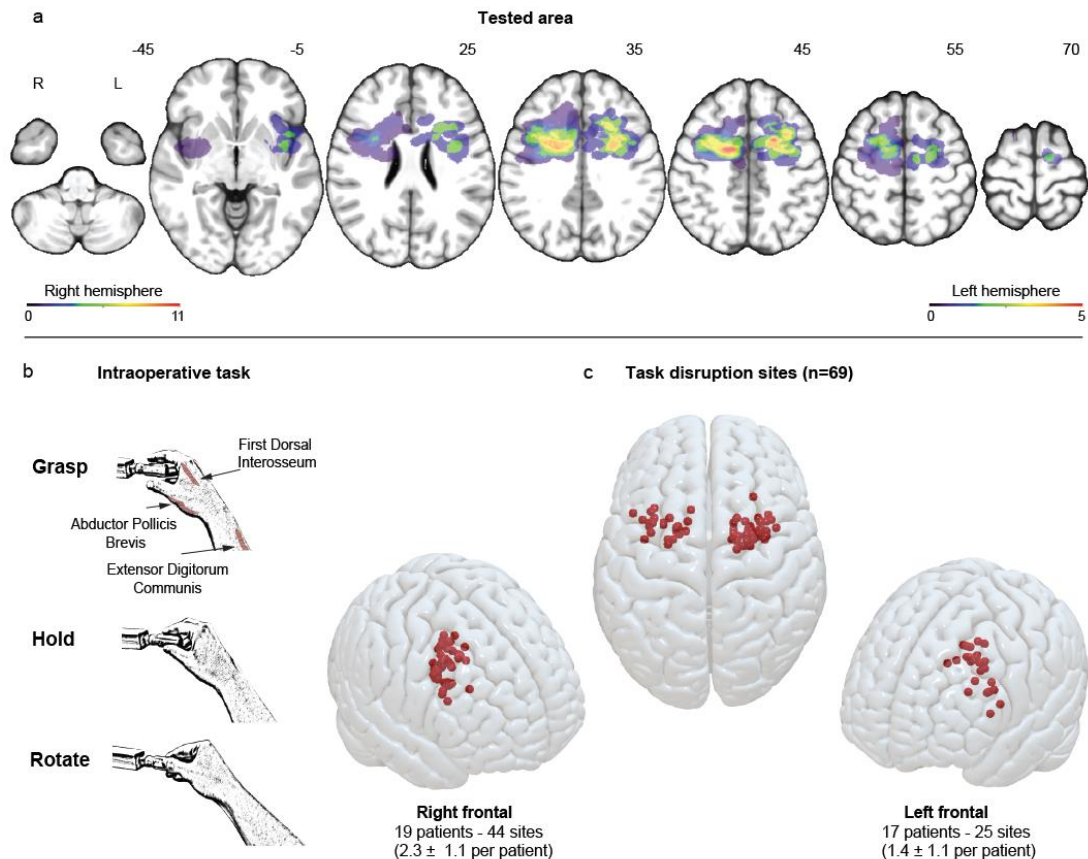 a
Tested area
-45 -5 25 35 45 55 70
R L
Right hemisphere
0 11
Left hemisphere
0 5
b Intraoperative task
Grasp
First Dorsal
Interosseum
Abductor Pollicis
Brevis
Extensor Digitorum
Communis
Hold
Rotate
c Task disruption sites (n=69)
Right frontal
19 patients - 44 sites
(2.3 ± 1.1 per patient)
Left frontal
17 patients - 25 sites
(1.4 ± 1.1 per patient)